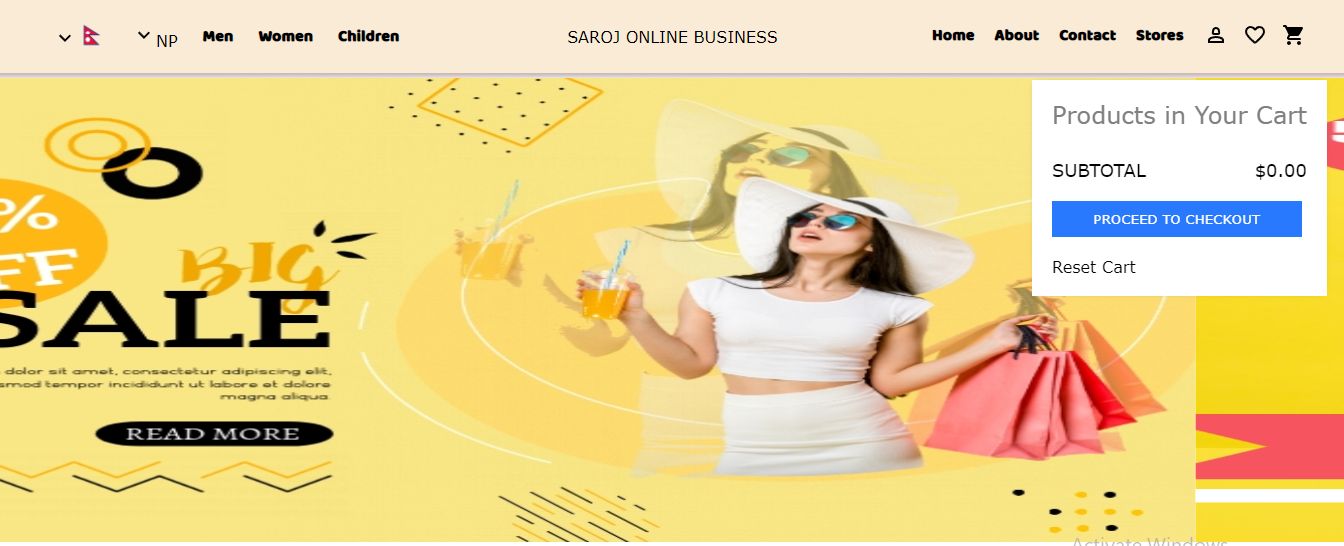 NP
Men
Women
Children
SAROJ ONLINE BUSINESS
Home
About
Contact
Stores
Products in Your Cart
SUBTOTAL $0.00
PROCEED TO CHECKOUT
Reset Cart
%
FF
BIG
SALE
dolor sit amet, consectetur adipiscing elit,
smod tempor incididunt ut labore et dolore
magna aliqua.
READ MORE
Activate Windows